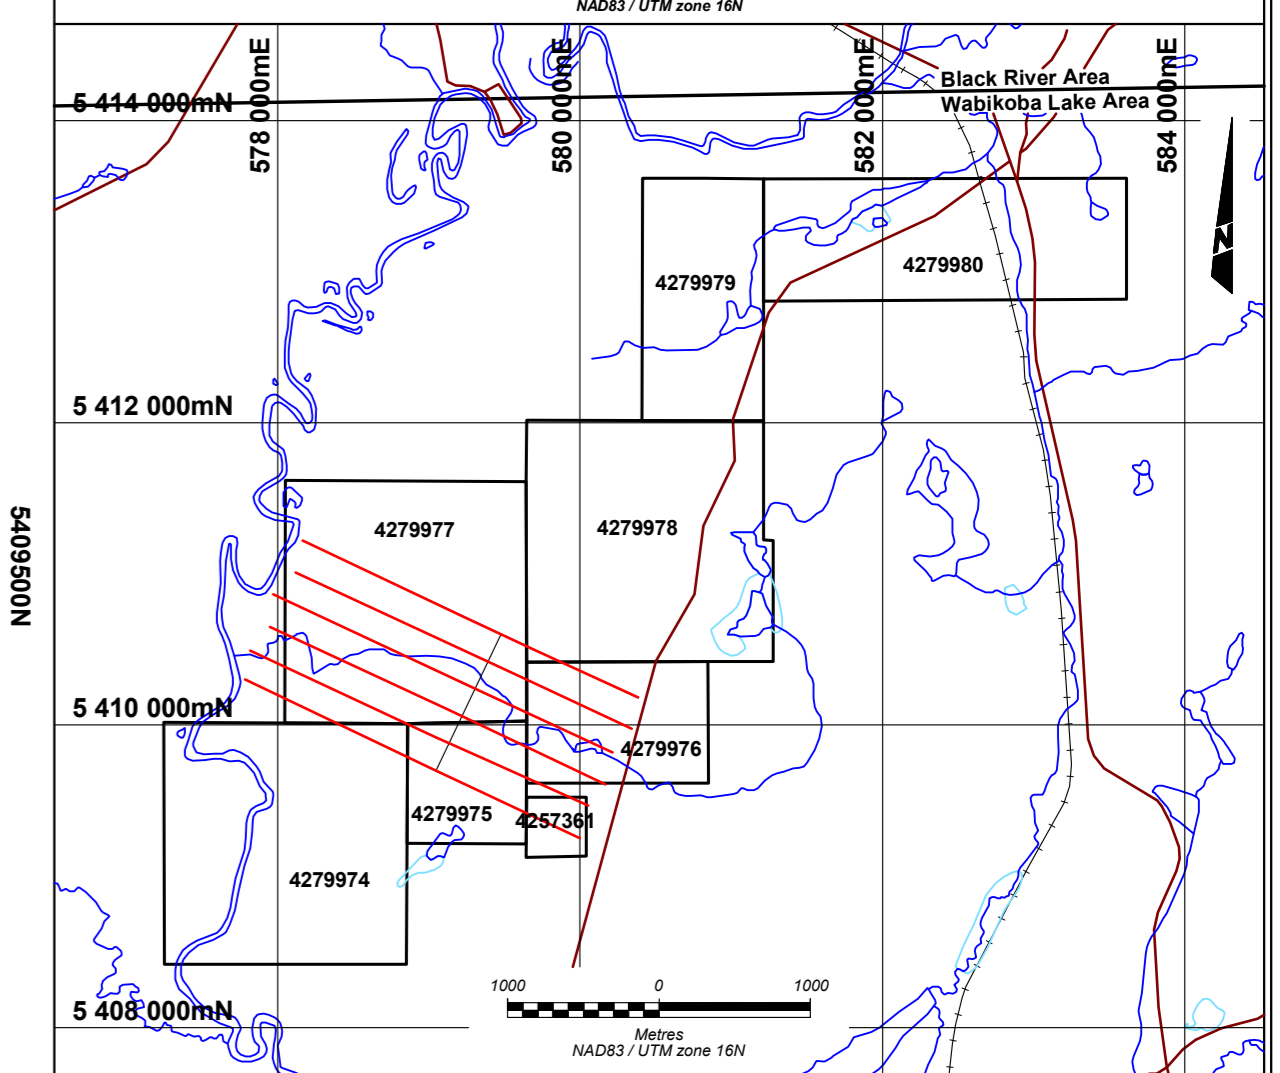 NAD83 / UTM zone 16N
578 000mE
580 000mE
582 000mE
584 000mE
Black River Area
Wabikoba Lake Area
5 414 000mN
N
4279979
4279980
5 412 000mN
4279977
4279978
5409500N
5 410 000mN
4279976
4279975
4257361
4279974
1000 0 1000
Metres
NAD83 / UTM zone 16N
5 408 000mN